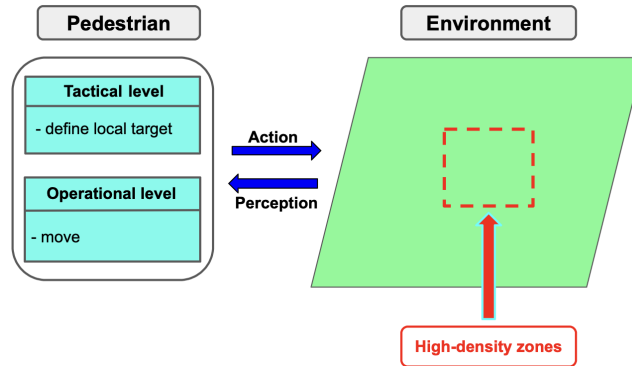 Pedestrian
Environment
Tactical level
- define local target
Operational level
- move
Action
Perception
High-density zones